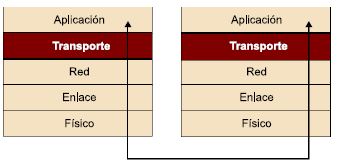 Aplicación
Transporte
Red
Enlace
Físico
Aplicación
Transporte
Red
Enlace
Físico